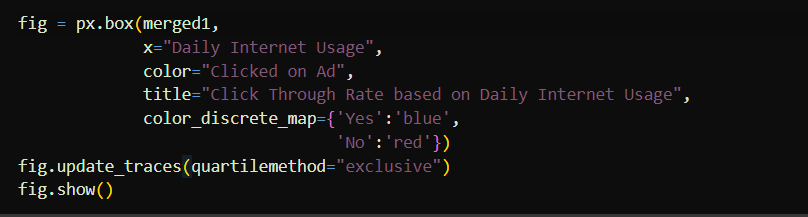 fig = px.box(merged1,
             x="Daily Internet Usage",
             color="Clicked on Ad",
             title="Click Through Rate based on Daily Internet Usage",
             color_discrete_map={'Yes':'blue',
                                 'No':'red'})
fig.update_traces(quartilemethod="exclusive")
fig.show()